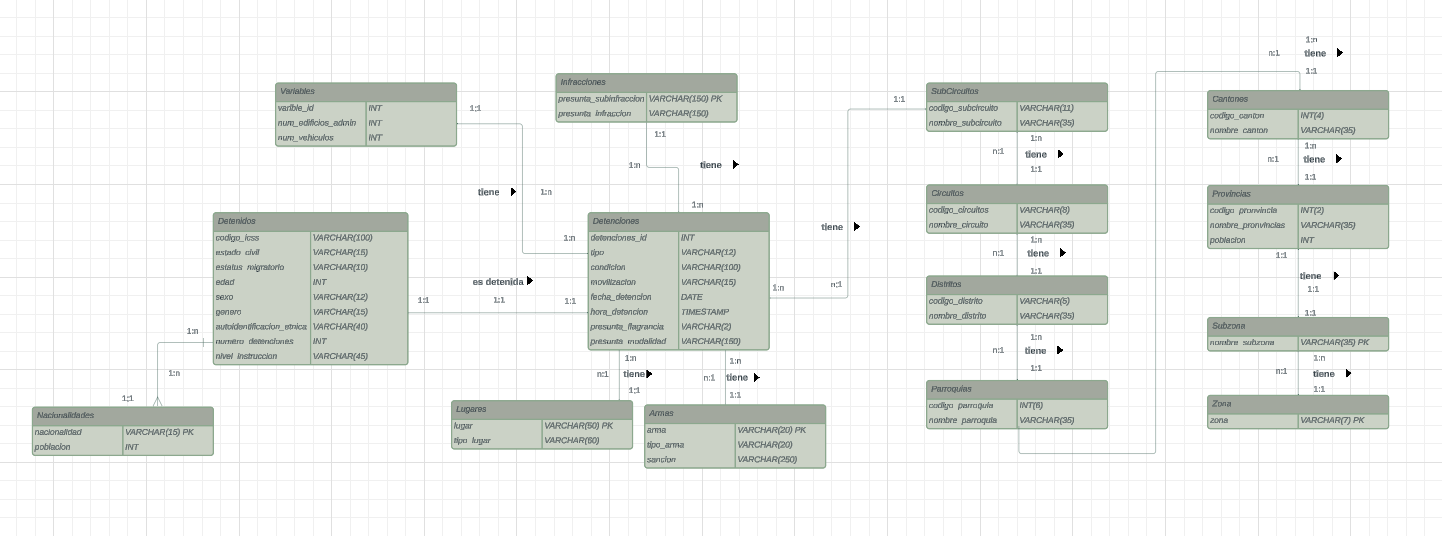 Variables
varible_id INT
num_edificios_admin INT
num_vehiculos INT
1:1
tiene
1:n
1:n
Infracciones
presunta_subinfraccion VARCHAR(150) PK
presunta_infraccion VARCHAR(150)
1:1
1:n
tiene
1:n
Detenidos
codigo_icss VARCHAR(100)
estado_civil VARCHAR(15)
estatus_migratorio VARCHAR(10)
edad INT
sexo VARCHAR(12)
genero VARCHAR(15)
autoidentificacion_etnica VARCHAR(40)
numero_detenciones INT
nivel_instruccion VARCHAR(45)
es detenida
1:1
1:1
1:1
Detenciones
detenciones_id INT
tipo VARCHAR(12)
condicion VARCHAR(100)
movilizacion VARCHAR(15)
fecha_detencion DATE
hora_detencion TIMESTAMP
presunta_flagrancia VARCHAR(2)
presunta_modalidad VARCHAR(150)
1:n
1:n
1:1
Nacionalidades
nacionalidad VARCHAR(15) PK
poblacion INT
1:n
n:1
tiene
1:1
Lugares
lugar VARCHAR(50) PK
tipo_lugar VARCHAR(60)
1:n
n:1
tiene
1:1
Armas
arma VARCHAR(20) PK
tipo_arma VARCHAR(20)
sancion VARCHAR(250)
1:1
tiene
n:1
1:n
SubCircuitos
codigo_subcircuito VARCHAR(11)
nombre_subcircuito VARCHAR(35)
1:n
n:1
tiene
1:1
Circuitos
codigo_circuitos VARCHAR(8)
nombre_circuito VARCHAR(35)
1:n
n:1
tiene
1:1
Distritos
codigo_distrito VARCHAR(5)
nombre_distrito VARCHAR(35)
1:n
n:1
tiene
1:1
Parroquias
codigo_parroquia INT(6)
nombre_parroquia VARCHAR(35)
1:n
n:1
tiene
1:1
Cantones
codigo_canton INT(4)
nombre_canton VARCHAR(35)
1:n
n:1
tiene
1:1
Provincias
codigo_pronvincia INT(2)
nombre_pronvincias VARCHAR(35)
poblacion INT
1:1
tiene
1:1
1:1
Subzona
nombre_subzona VARCHAR(35) PK
1:n
n:1
tiene
1:1
Zona
zona VARCHAR(7) PK